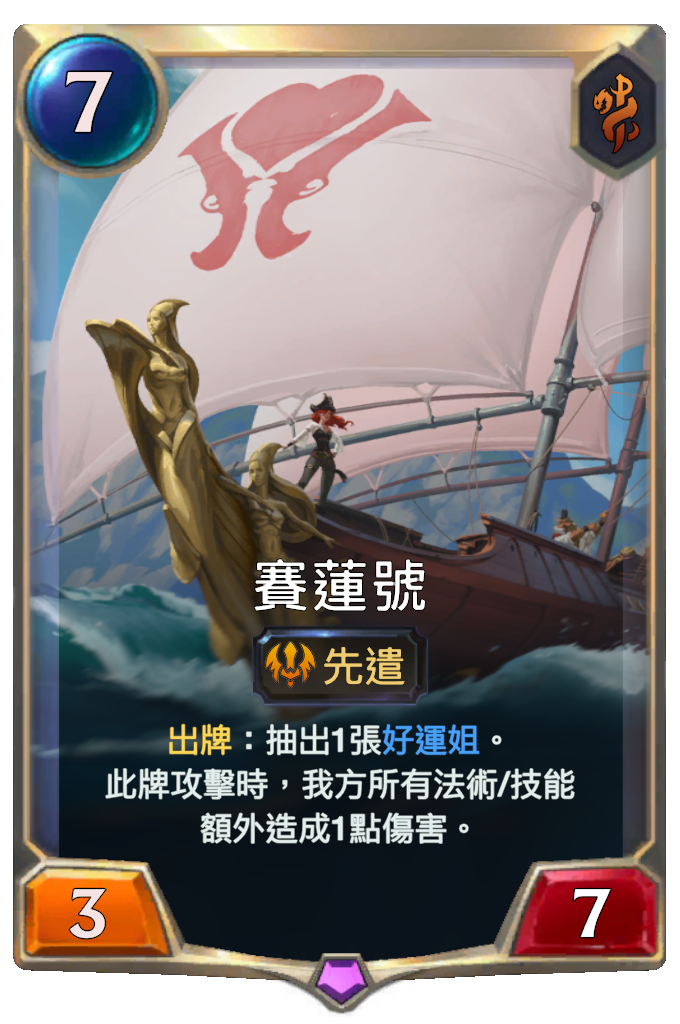 7
賽蓮號
先遣
出牌：抽出1張好運姐。
此牌攻擊時，我方所有法術/技能
額外造成1點傷害。
3
7